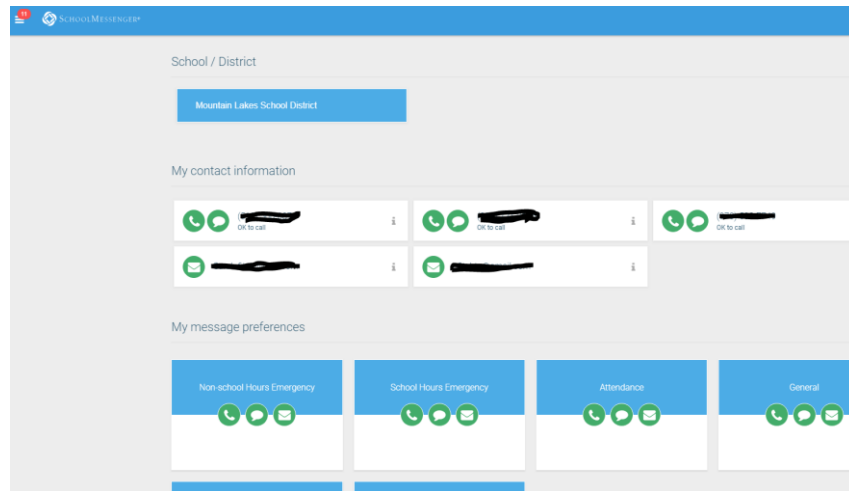 11
SCHOOLMESSENGER®
School / District
Mountain Lakes School District
My contact information
OK to call
OK to call
OK to call
My message preferences
Non-school Hours Emergency
School Hours Emergency
Attendance
General